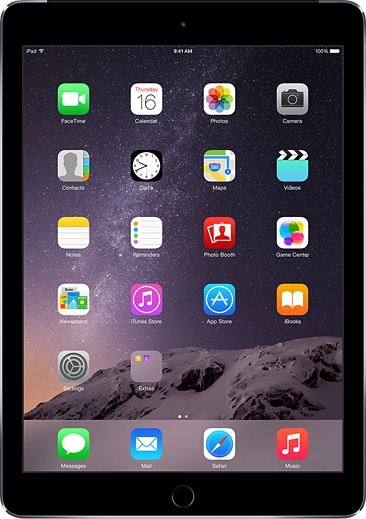 iPad 9:41 AM 100%
Thursday
16
FaceTime Calendar Photos Camera
280
Contacts Clock Maps Videos
Notes Reminders Photo Booth Game Center
Newsstand iTunes Store App Store iBooks
Settings Extras
Messages Mail Safari Music